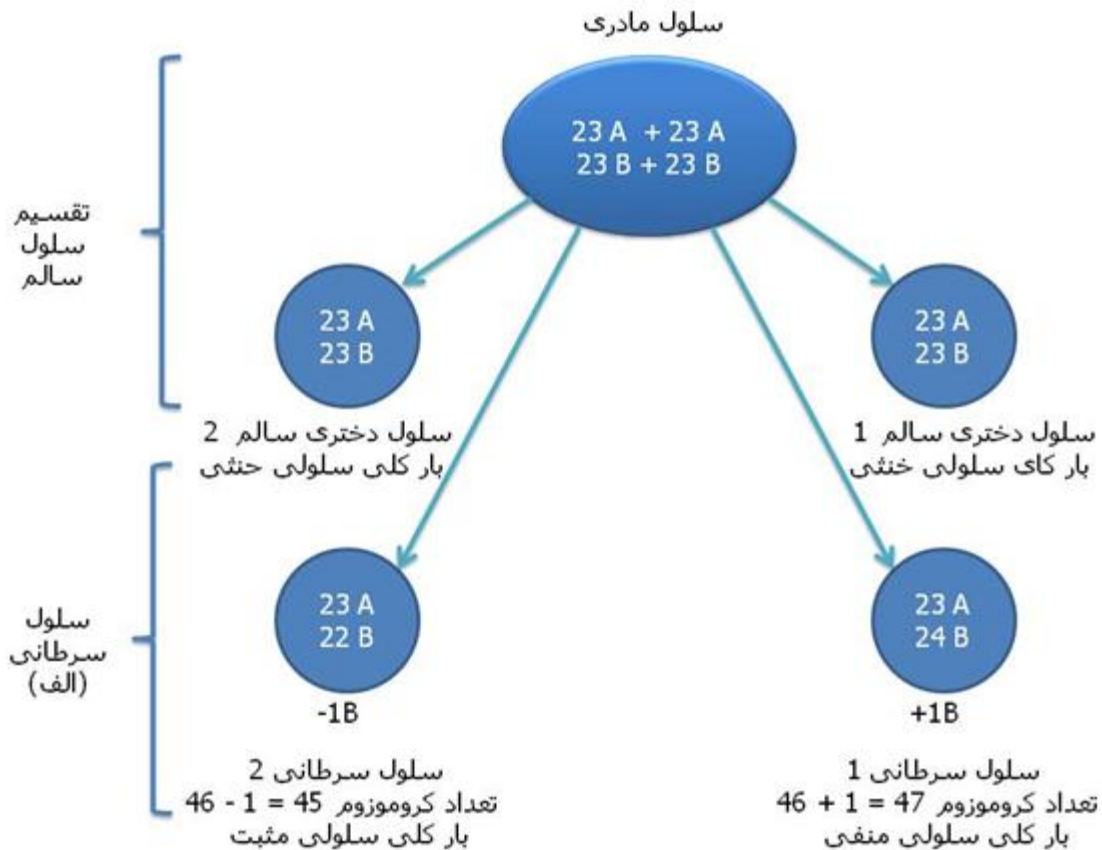 سلول مادری
23 A + 23 A
23 B + 23 B
تقسیم
سلول
سالم
23 A
23 B
سلول دختری سالم 1
بار کای سلولی خنثی
23 A
23 B
سلول دختری سالم 2
بار کلی سلولی حنثی
سلول
سرطانی
(الف)
23 A
24 B
+1B
سلول سرطانی 1
تعداد کروموزوم 47 = 1 + 46
بار کلی سلولی منفی
23 A
22 B
-1B
سلول سرطانی 2
تعداد کروموزوم 45 = 1 - 46
بار کلی سلولی مثبت